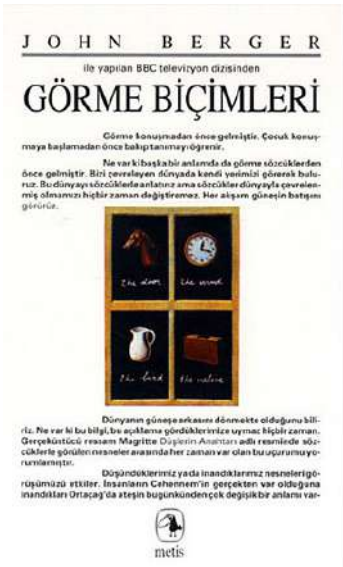 JOHN BERGER
ile yapılan BBC televizyon dizisinden
GÖRME BİÇİMLERİ
Görme konuşmadan önce gelmiştir. Çocuk konuş-
maya başlamadan önce bakıp tanımayı öğrenir.
Ne var ki başka bir anlamda da görme sözcüklerden
önce gelmiştir. Bizi çevreleyen dünyada kendi yerimizi görerek bulu-
ruz. Bu dünyayı sözcüklerle anlatırız ama sözcükler dünyayla çevrelen-
miş olmamızı hiçbir zaman değiştiremez. Her akşam güneşin batışını
görürüz.
the door
the wind
the bird
the valise
Dünyanın güneşe arkasını dönmekte olduğunu bili-
riz. Ne var ki bu bilgi, bu açıklama gördüklerimize uymaz hiçbir zaman.
Gerçeküstücü ressam Magritte Düşlerin Anahtarı adlı resminde söz-
cüklerle görülen nesneler arasında her zaman var olan bu uçurumu yo-
rumlamıştır.
Düşündüklerimiz ya da inandıklarımız nesneleri gö-
rüşümüzü etkiler. İnsanların Cehennem'in gerçekten var olduğuna
inandıkları Ortaçağ'da ateşin bugünkünden çok değişik bir anlamı var-
metis